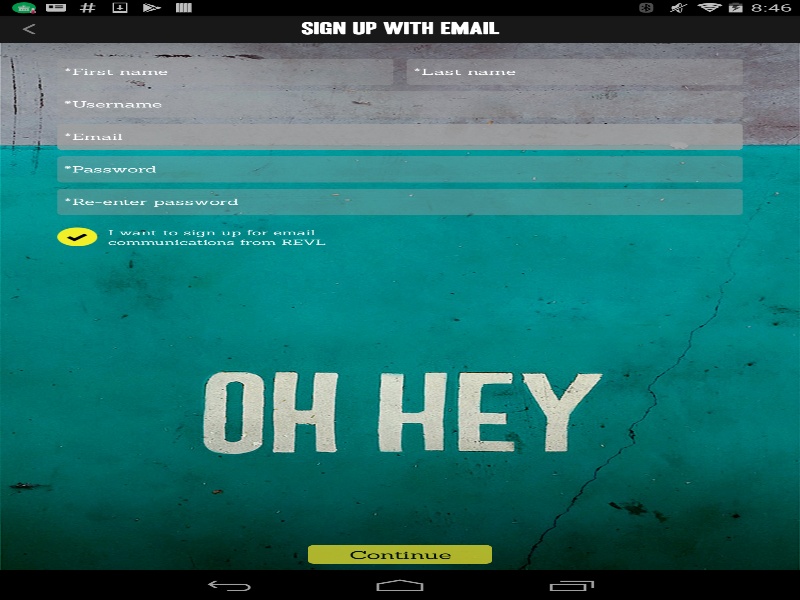 8:46
SIGN UP WITH EMAIL
*First name *Last name
*Username
*Email
*Password
*Re-enter password
I want to sign up for email
communications from REVL
OH HEY
Continue